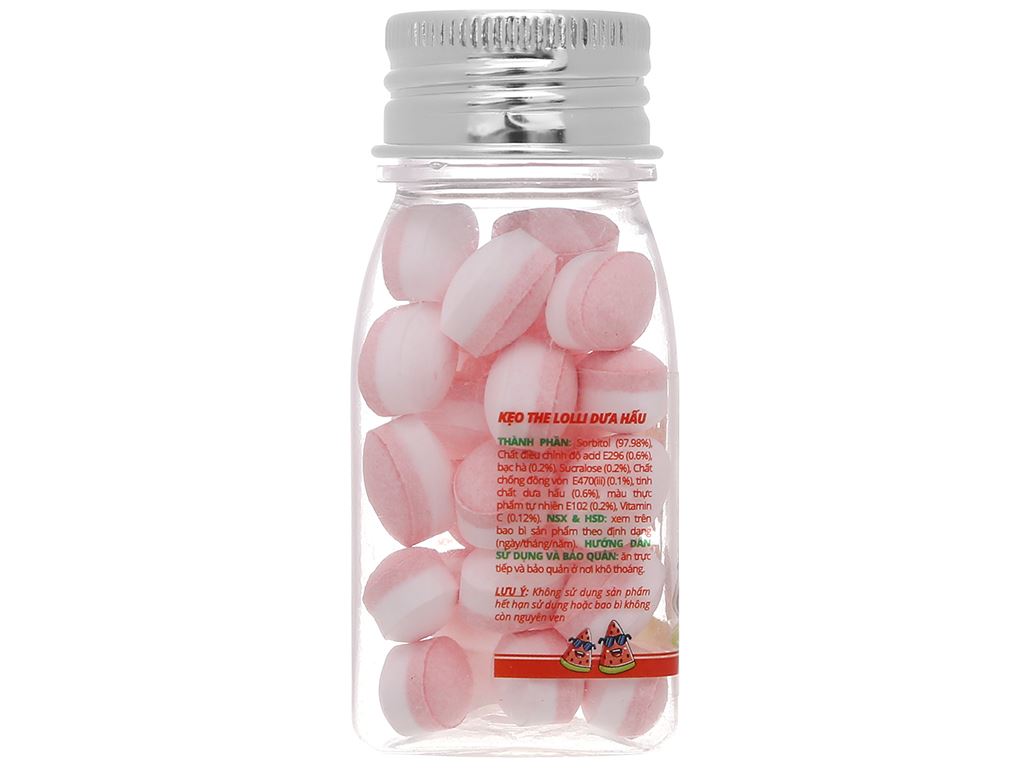 KẸO THE LOLLI DƯA HẤU
THÀNH PHẦN: Sorbitol (97.98%),
Chất điều chỉnh độ acid E296 (0.6%),
bạc hà (0.2%), Sucralose (0.2%), Chất
chống đông vón E470(iii) (0.1%), tinh
chất dưa hấu (0.6%), màu thực
phẩm tự nhiên E102 (0.2%), Vitamin
C (0.12%). NSX & HSD: xem trên
bao bì sản phẩm theo định dạng
(ngày/tháng/năm). HƯỚNG DẪN
SỬ DỤNG VÀ BẢO QUẢN: ăn trực
tiếp và bảo quản ở nơi khô thoáng.
LƯU Ý: Không sử dụng sản phẩm
hết hạn sử dụng hoặc bao bì không
còn nguyên vẹn